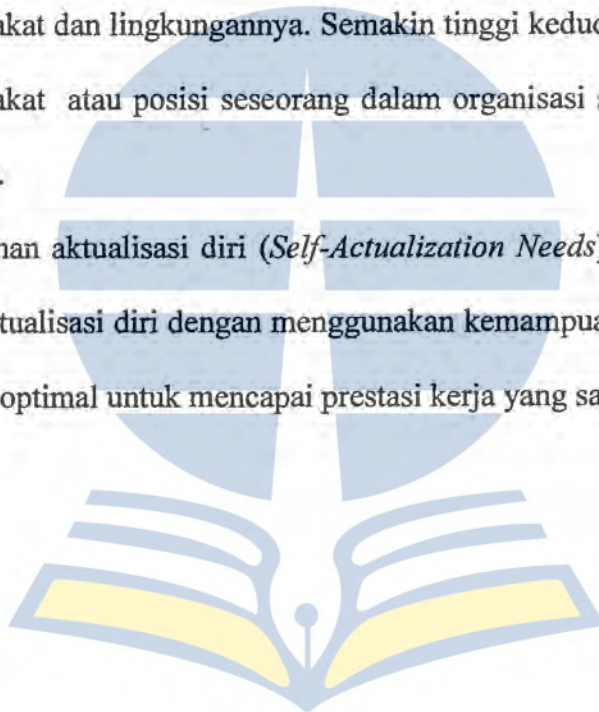 akat dan lingkungannya. Semakin tinggi keduc
akat atau posisi seseorang dalam organisasi s
.
nan aktualisasi diri (Self-Actualization Needs)
tualisasi diri dengan menggunakan kemampua
optimal untuk mencapai prestasi kerja yang sa